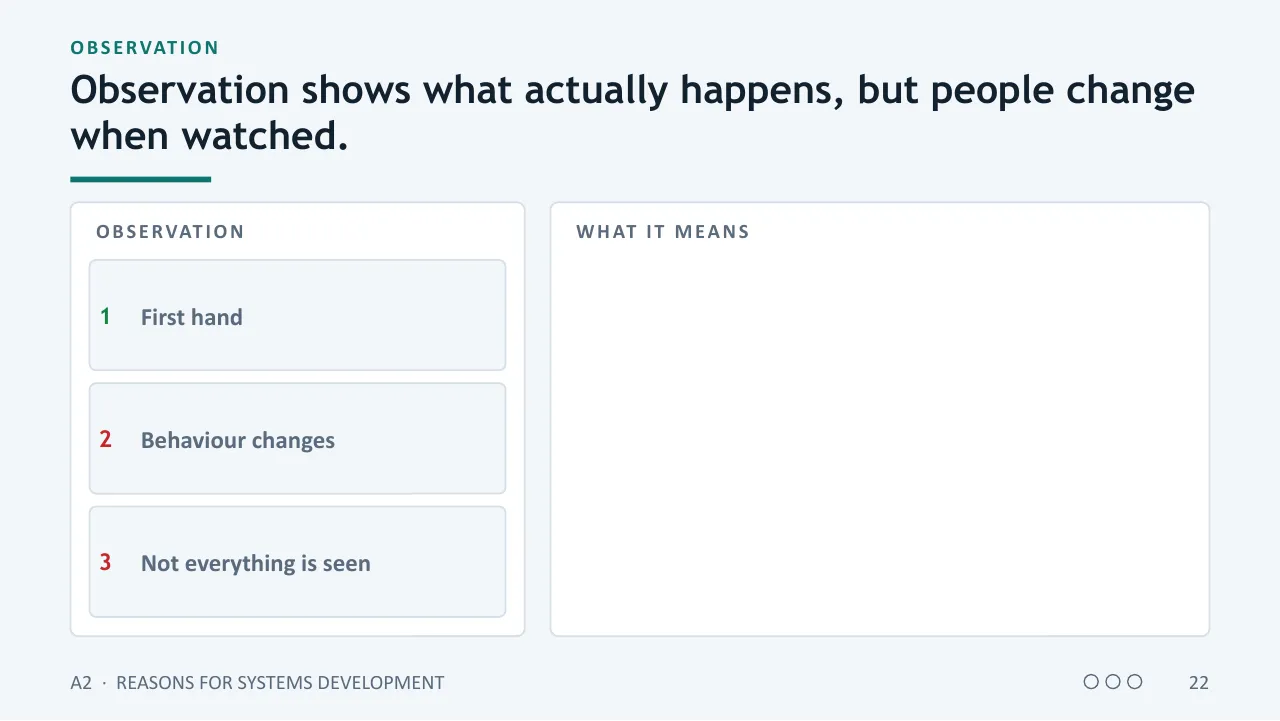 OBSERVATION
Observation shows what actually happens, but people change
when watched.
OBSERVATION
1 First hand
2 Behaviour changes
3 Not everything is seen
WHAT IT MEANS
A2 · REASONS FOR SYSTEMS DEVELOPMENT
22